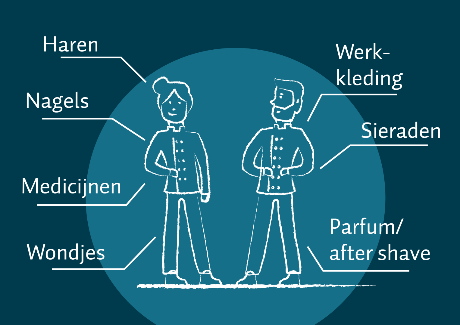 Haren
Nagels
Medicijnen
Wondjes
Werk-
kleding
Sieraden
Parfum/
after shave